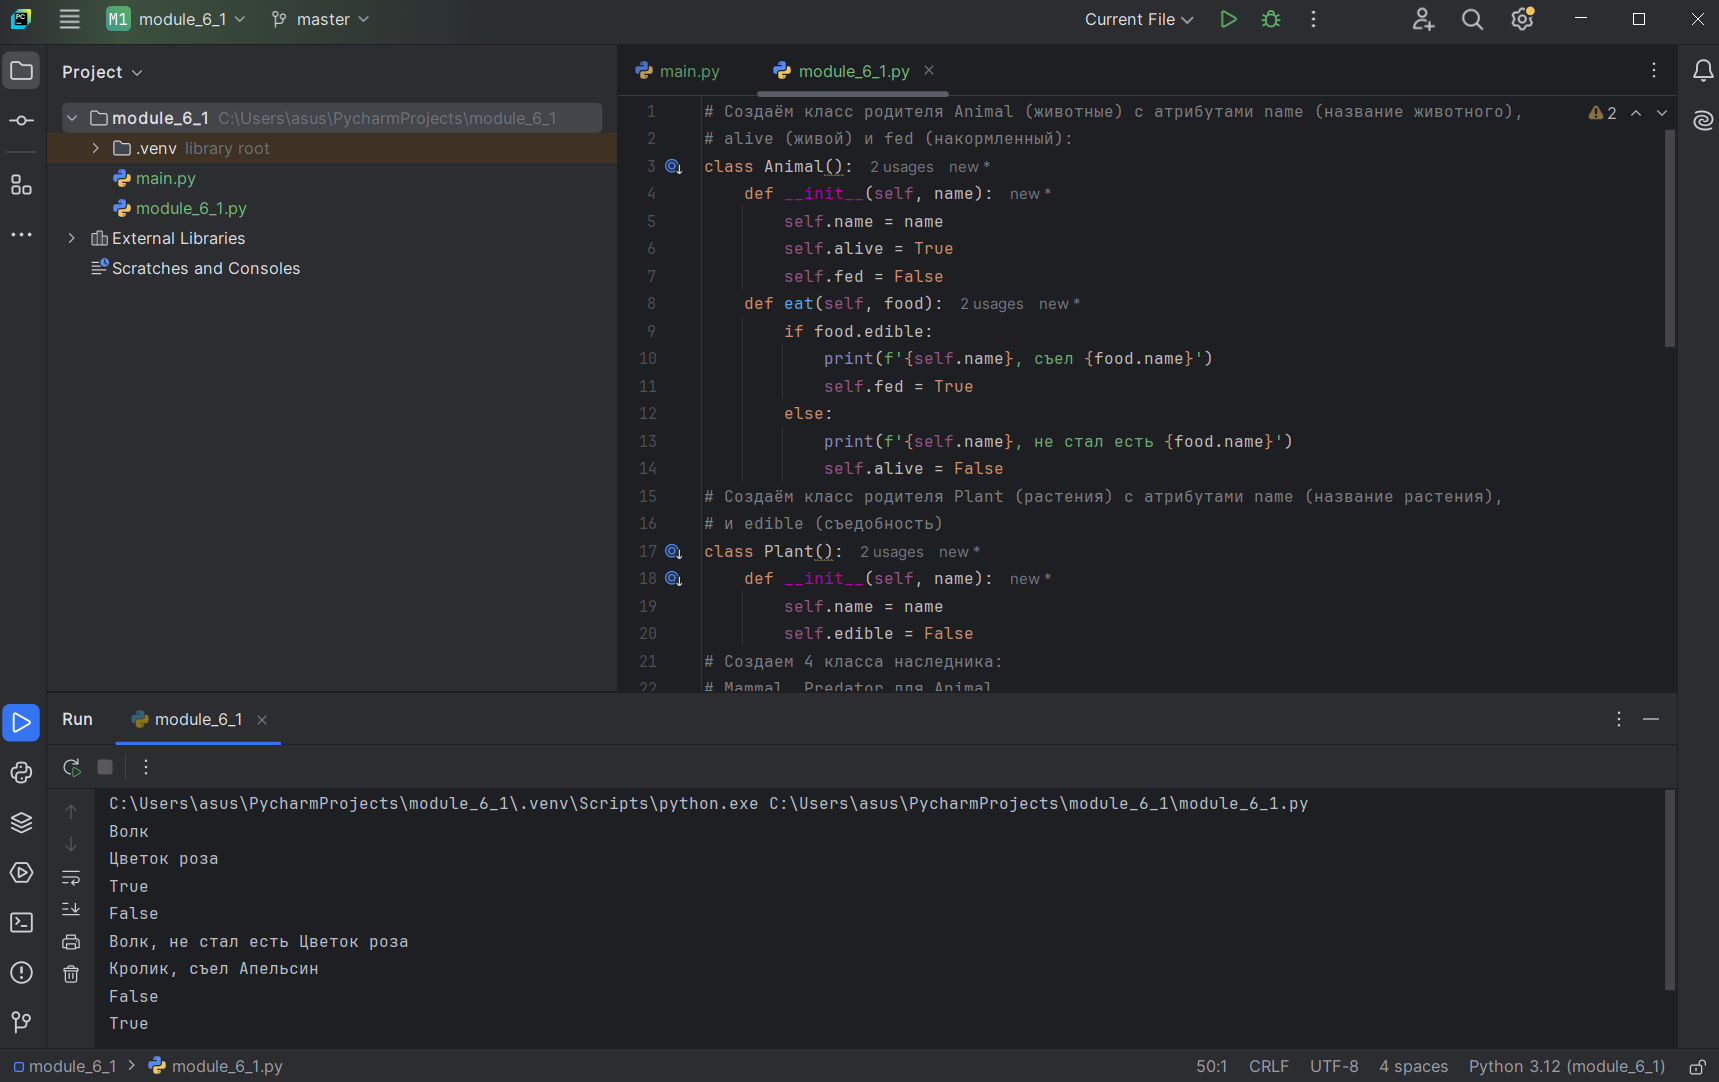 M1 module_6_1 master Current File
Project
module_6_1 C:\Users\asus\PycharmProjects\module_6_1
.venv library root
main.py
module_6_1.py
External Libraries
Scratches and Consoles
main.py module_6_1.py
2
1 # Создаём класс родителя Animal (животные) с атрибутами name (название животного),
2 # alive (живой) и fed (накормленный):
3 class Animal(): 2 usages new *
4 def __init__(self, name): new *
5 self.name = name
6 self.alive = True
7 self.fed = False
8 def eat(self, food): 2 usages new *
9 if food.edible:
10 print(f'{self.name}, съел {food.name}')
11 self.fed = True
12 else:
13 print(f'{self.name}, не стал есть {food.name}')
14 self.alive = False
15 # Создаём класс родителя Plant (растения) с атрибутами name (название растения),
16 # и edible (съедобность)
17 class Plant(): 2 usages new *
18 def __init__(self, name): new *
19 self.name = name
20 self.edible = False
21 # Создаем 4 класса наследника:
22 # Mammal, Predator для Animal
Run module_6_1
C:\Users\asus\PycharmProjects\module_6_1\.venv\Scripts\python.exe C:\Users\asus\PycharmProjects\module_6_1\module_6_1.py
Волк
Цветок роза
True
False
Волк, не стал есть Цветок роза
Кролик, съел Апельсин
False
True
module_6_1 module_6_1.py 50:1 CRLF UTF-8 4 spaces Python 3.12 (module_6_1)